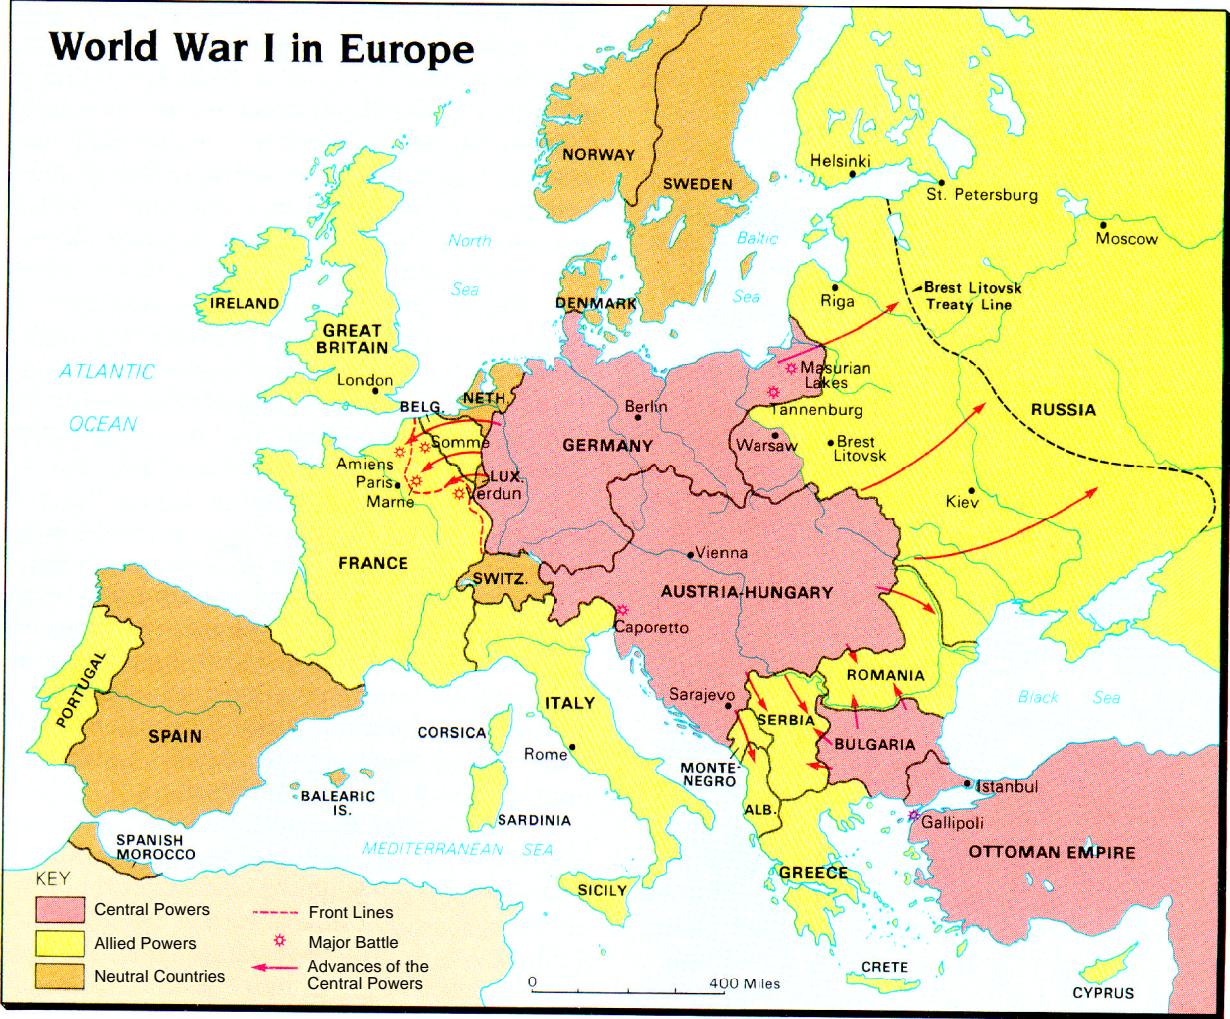 World War I in Europe
NORWAY
SWEDEN
Helsinki
St. Petersburg
Moscow
North
Sea
Baltic
Sea
Riga
Brest Litovsk
Treaty Line
IRELAND
GREAT
BRITAIN
London
DENMARK
ATLANTIC
OCEAN
NETH.
BELG.
Berlin
GERMANY
Masurian
Lakes
Tannenburg
Warsaw
Brest
Litovsk
RUSSIA
Kiev
Somme
Amiens
Paris
Marne
LUX.
Verdun
FRANCE
SWITZ.
Vienna
AUSTRIA-HUNGARY
Caporetto
PORTUGAL
SPAIN
ITALY
Rome
CORSICA
Sarajevo
SERBIA
ROMANIA
BULGARIA
Black Sea
MONTE-
NEGRO
ALB.
Istanbul
Gallipoli
OTTOMAN EMPIRE
GREECE
BALEARIC
IS.
SARDINIA
MEDITERRANEAN SEA
SPANISH
MOROCCO
SICILY
CRETE
CYPRUS
KEY
Central Powers
Allied Powers
Neutral Countries
Front Lines
Major Battle
Advances of the
Central Powers
0 400 Miles